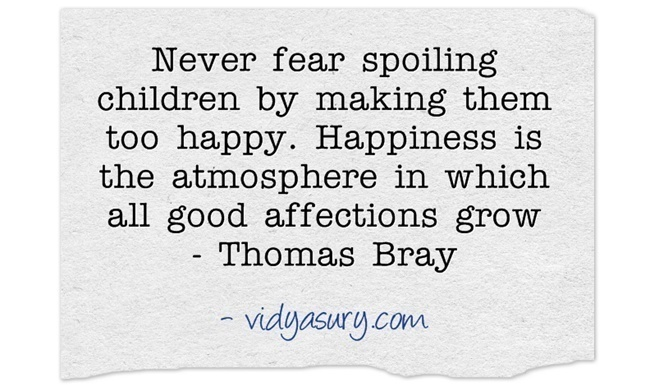 Never fear spoiling
children by making them
too happy. Happiness is
the atmosphere in which
all good affections grow
- Thomas Bray
- vidyasury.com